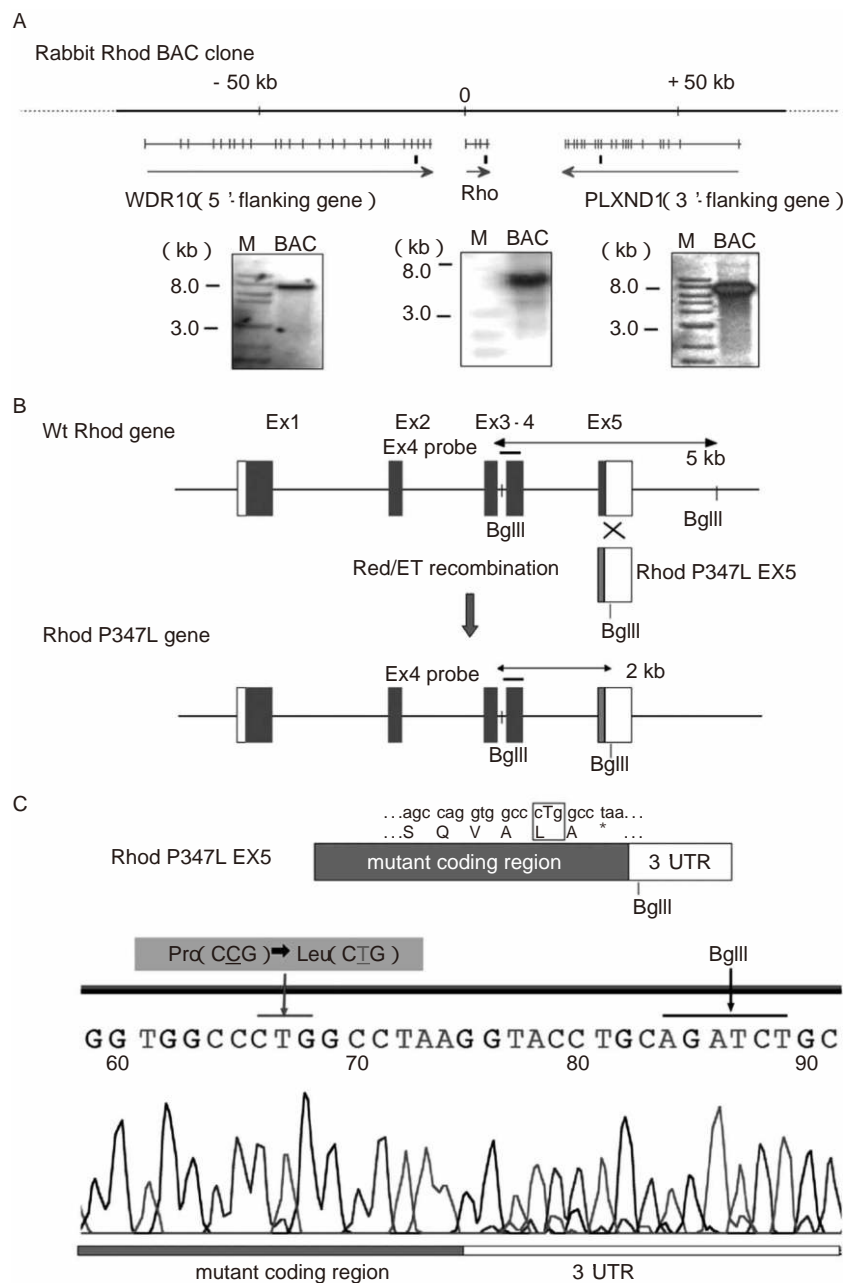 A
Rabbit Rhod BAC clone
- 50 kb
0
+ 50 kb
WDR10( 5 '-flanking gene )
Rho
PLXND1( 3 '-flanking gene )
( kb )
M BAC
8.0
3.0
( kb )
M BAC
8.0
3.0
( kb )
M BAC
8.0
3.0
B
Wt Rhod gene
Ex1
Ex2
Ex3 · 4
Ex5
Ex4 probe
5 kb
BglII
BglII
Red/ET recombination
Rhod P347L EX5
BglII
Rhod P347L gene
Ex4 probe
2 kb
BglII
BglII
C
...agc cag gtg gcc cTg gcc taa...
...S Q V A L A * ...
Rhod P347L EX5
mutant coding region
3 UTR
BglII
Pro( CCG ) ➡ Leu( CTG )
BglII
GGTGGCCCTGGCCTAAGGTACCTGCAGATCTGC
60 70 80 90
mutant coding region
3 UTR